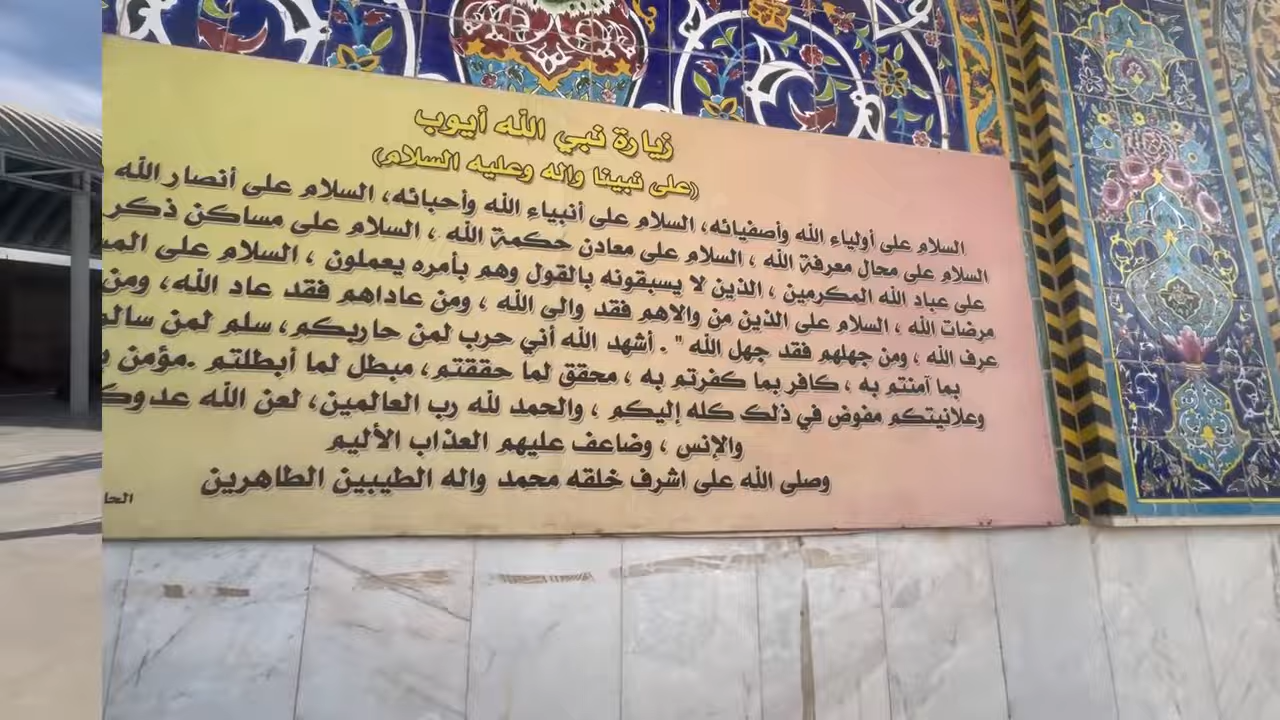 زيارة نبي الله أيوب
(على نبينا واله وعليه السلام)
السلام على أولياء الله وأصفيائه، السلام على أنبياء الله وأحبائه، السلام على أنصار الله
السلام على محال معرفة الله ، السلام على معادن حكمة الله ، السلام على مساكن ذكر
على عباد الله المكرمين ، الذين لا يسبقونه بالقول وهم بأمره يعملون ، السلام على
مرضات الله ، السلام على الذين من والاهم فقد والى الله ، ومن عاداهم فقد عاد الله، ومن
عرف الله ، ومن جهلهم فقد جهل الله " . أشهد الله أني حرب لمن حاربكم، سلم لمن
بما آمنتم به ، كافر بما كفرتم به ، محقق لما حققتم، مبطل لما أبطلتم .مؤمن
وعلانيتكم مفوض في ذلك كله إليكم ، والحمد لله رب العالمين، لعن الله
والإنس ، وضاعف عليهم العذاب الأليم
وصلى الله على اشرف خلقه محمد واله الطيبين الطاهرين